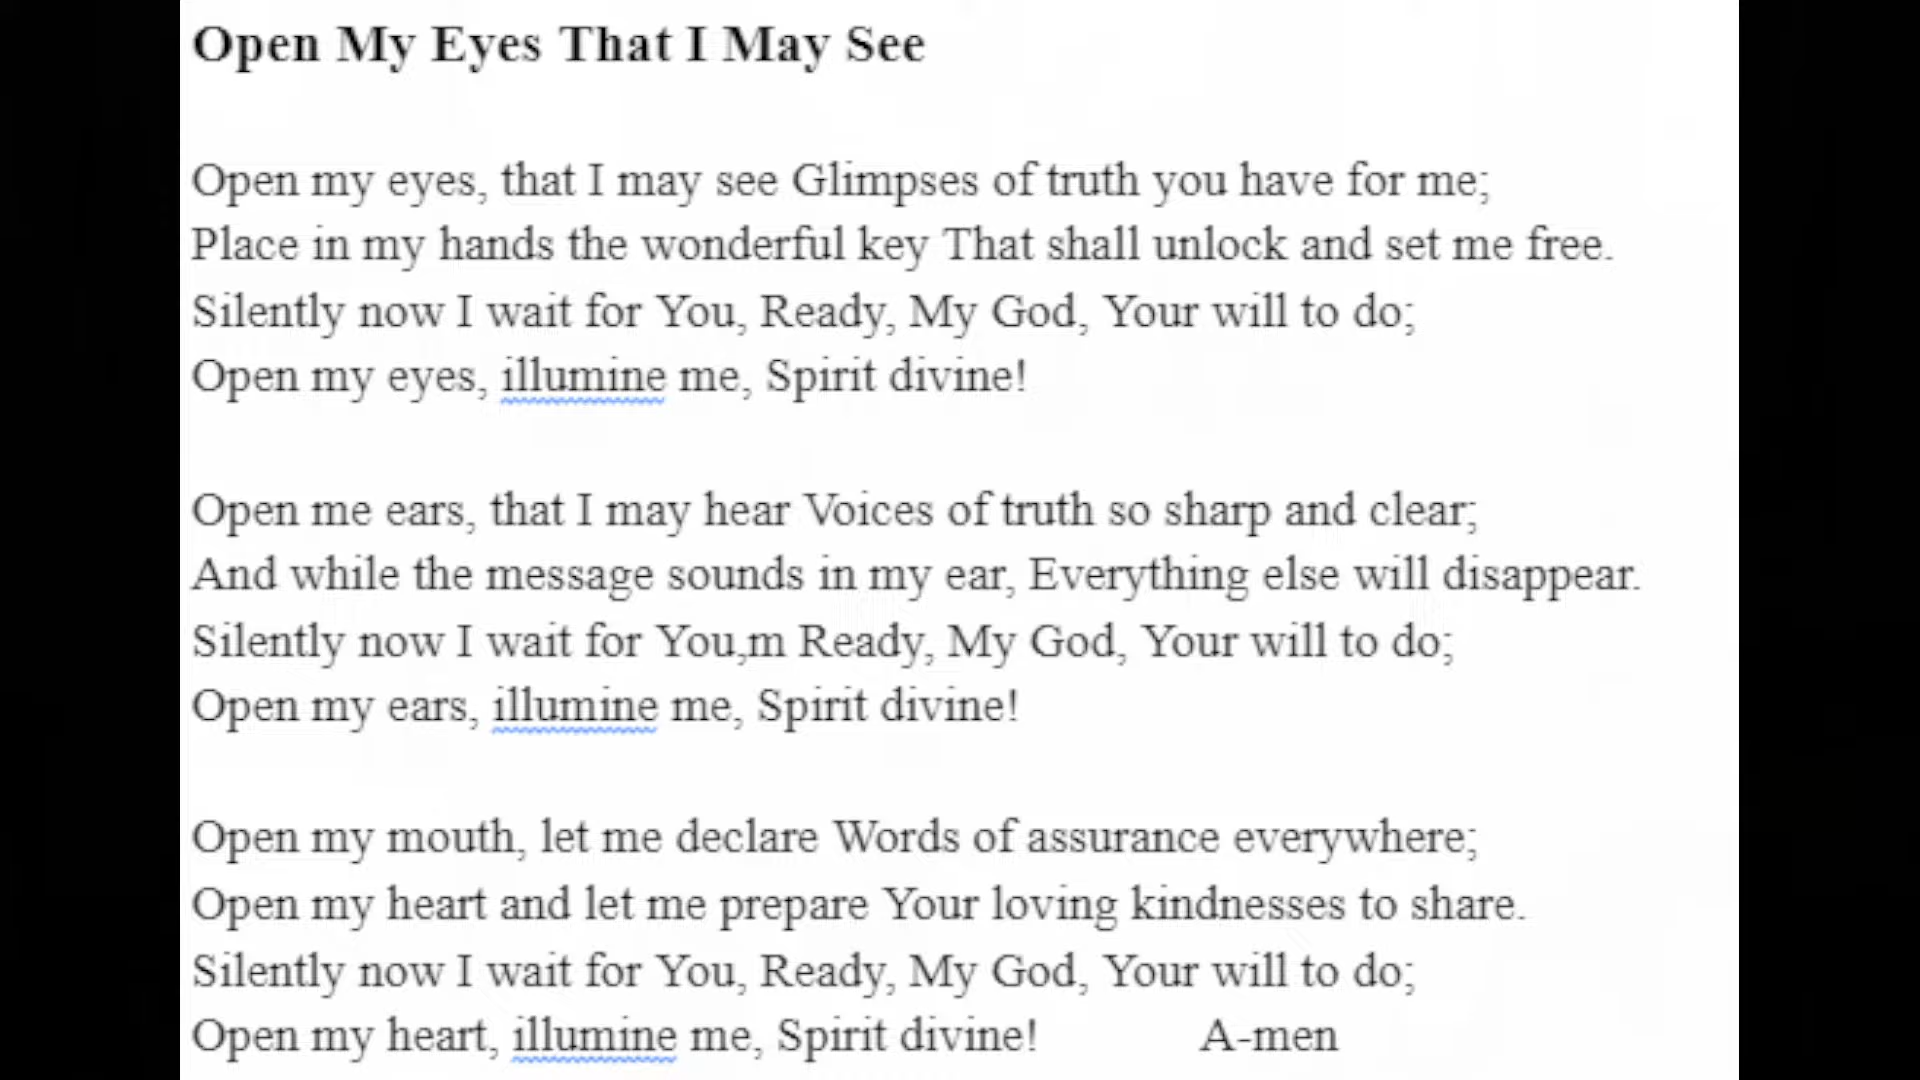 Open My Eyes That I May See
Open my eyes, that I may see Glimpses of truth you have for me;
Place in my hands the wonderful key That shall unlock and set me free.
Silently now I wait for You, Ready, My God, Your will to do;
Open my eyes, illumine me, Spirit divine!
Open me ears, that I may hear Voices of truth so sharp and clear;
And while the message sounds in my ear, Everything else will disappear.
Silently now I wait for You,m Ready, My God, Your will to do;
Open my ears, illumine me, Spirit divine!
Open my mouth, let me declare Words of assurance everywhere;
Open my heart and let me prepare Your loving kindnesses to share.
Silently now I wait for You, Ready, My God, Your will to do;
Open my heart, illumine me, Spirit divine! A-men